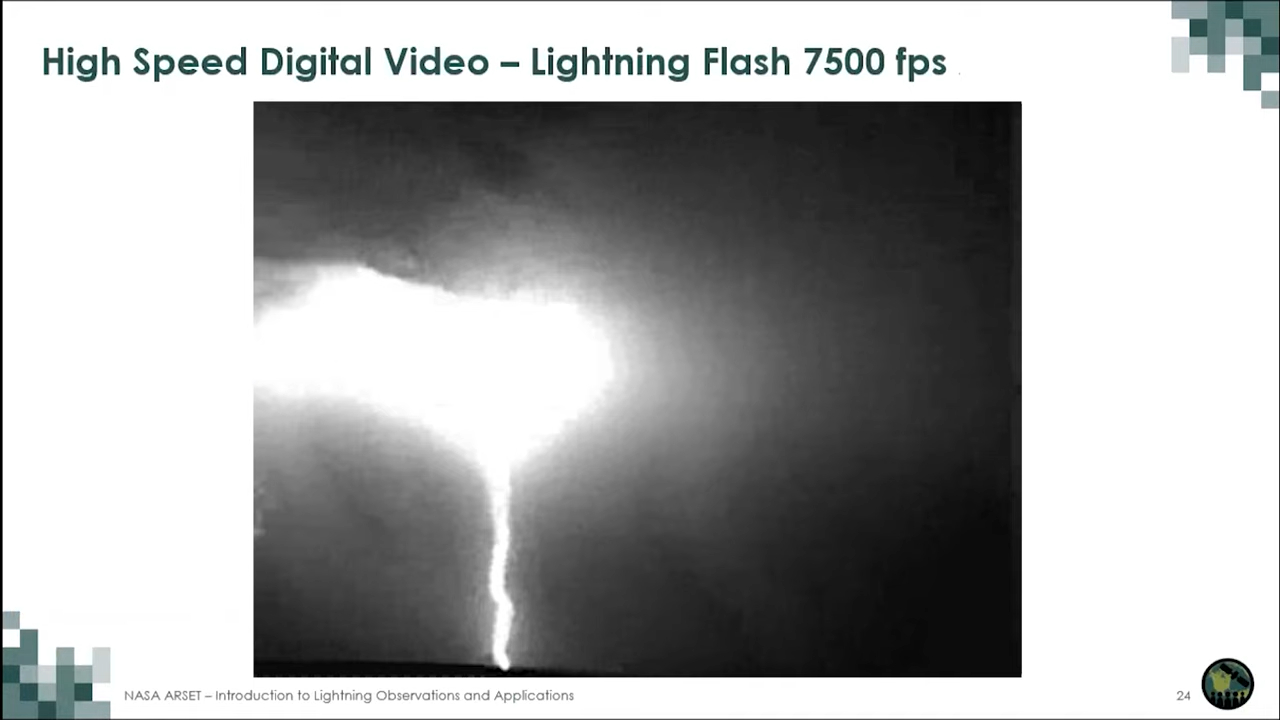 High Speed Digital Video – Lightning Flash 7500 fps
NASA ARSET – Introduction to Lightning Observations and Applications
24